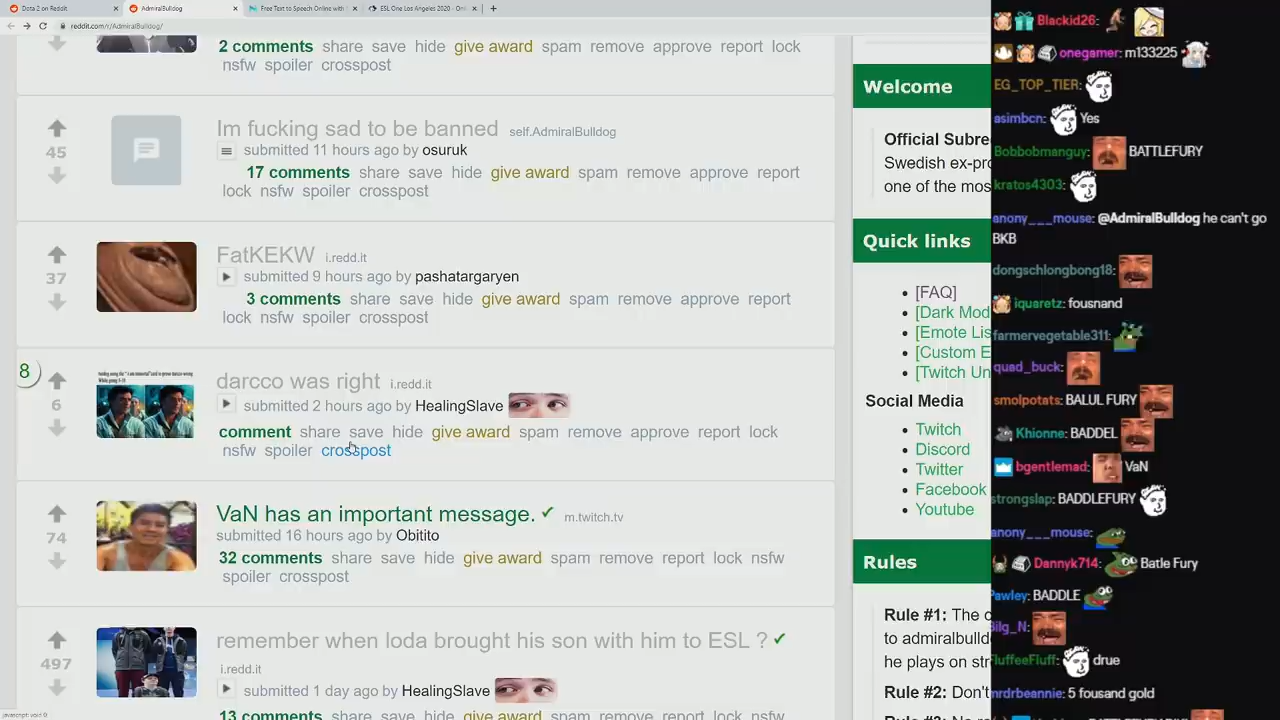 Dota 2 on Reddit
AdmiralBulldog
Free Text to Speech Online with
ESL One Los Angeles 2020 - Onl
reddit.com/r/AdmiralBulldog/
2 comments share save hide give award spam remove approve report lock
nsfw spoiler crosspost
45
Im fucking sad to be banned self.AdmiralBulldog
submitted 11 hours ago by osuruk
17 comments share save hide give award spam remove approve report
lock nsfw spoiler crosspost
37
FatKEKW i.redd.it
submitted 9 hours ago by pashatargaryen
3 comments share save hide give award spam remove approve report
lock nsfw spoiler crosspost
8
6
darcco was right i.redd.it
submitted 2 hours ago by HealingSlave
comment share save hide give award spam remove approve report lock
nsfw spoiler crosspost
74
VaN has an important message. m.twitch.tv
submitted 16 hours ago by
32 comments share save hide give award spam remove report lock nsfw
spoiler crosspost
497
remember when loda brought his son with him to ESL ?
i.redd.it
submitted 1 day ago by HealingSlave
13 comments share save hide give award spam remove report lock nsfw
javascript: void 0;
Welcome
Official Subre
Swedish ex-pro
one of the mos
Quick links
[FAQ]
[Dark Mod
[Emote Lis
[Custom E
[Twitch Un
Social Media
Twitch
Discord
Twitter
Facebook
Youtube
Rules
Rule #1: The c
to admiralbulld
he plays on str
Rule #2: Don't
Blackid26:
onegamer: m133225
EG_TOP_TIER:
asimbcn: Yes
Bobbobmanguy: BATTLEFURY
kratos4303:
anony___mouse: @AdmiralBulldog he can't go
BKB
dongschlongbong18:
iquaretz: fousnand
farmervegetable311:
quad_buck:
smolpotats: BALUL FURY
Khionne: BADDEL
bgentlemad: VaN
strongslap: BADDLEFURY
anony___mouse:
Dannyk714: Batle Fury
Pawley: BADDLE
ilg_N:
FluffeeFluff: drue
mrdrbeannie: 5 fousand gold